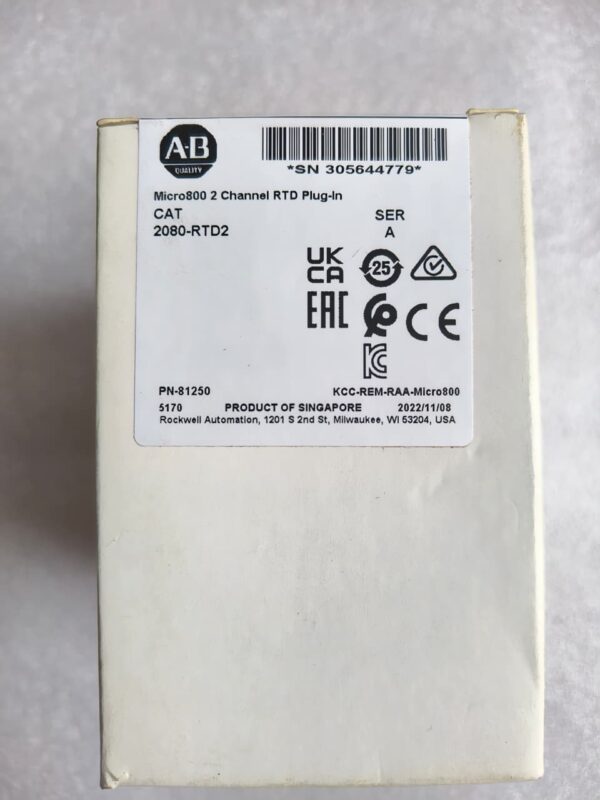 A-B
QUALITY
*SN 305644779*
Micro800 2 Channel RTD Plug-In
CAT SER
2080-RTD2 A
UK
CA
25
EAC
CE
PN-81250 KCC-REM-RAA-Micro800
5170 PRODUCT OF SINGAPORE 2022/11/08
Rockwell Automation, 1201 S 2nd St, Milwaukee, WI 53204, USA